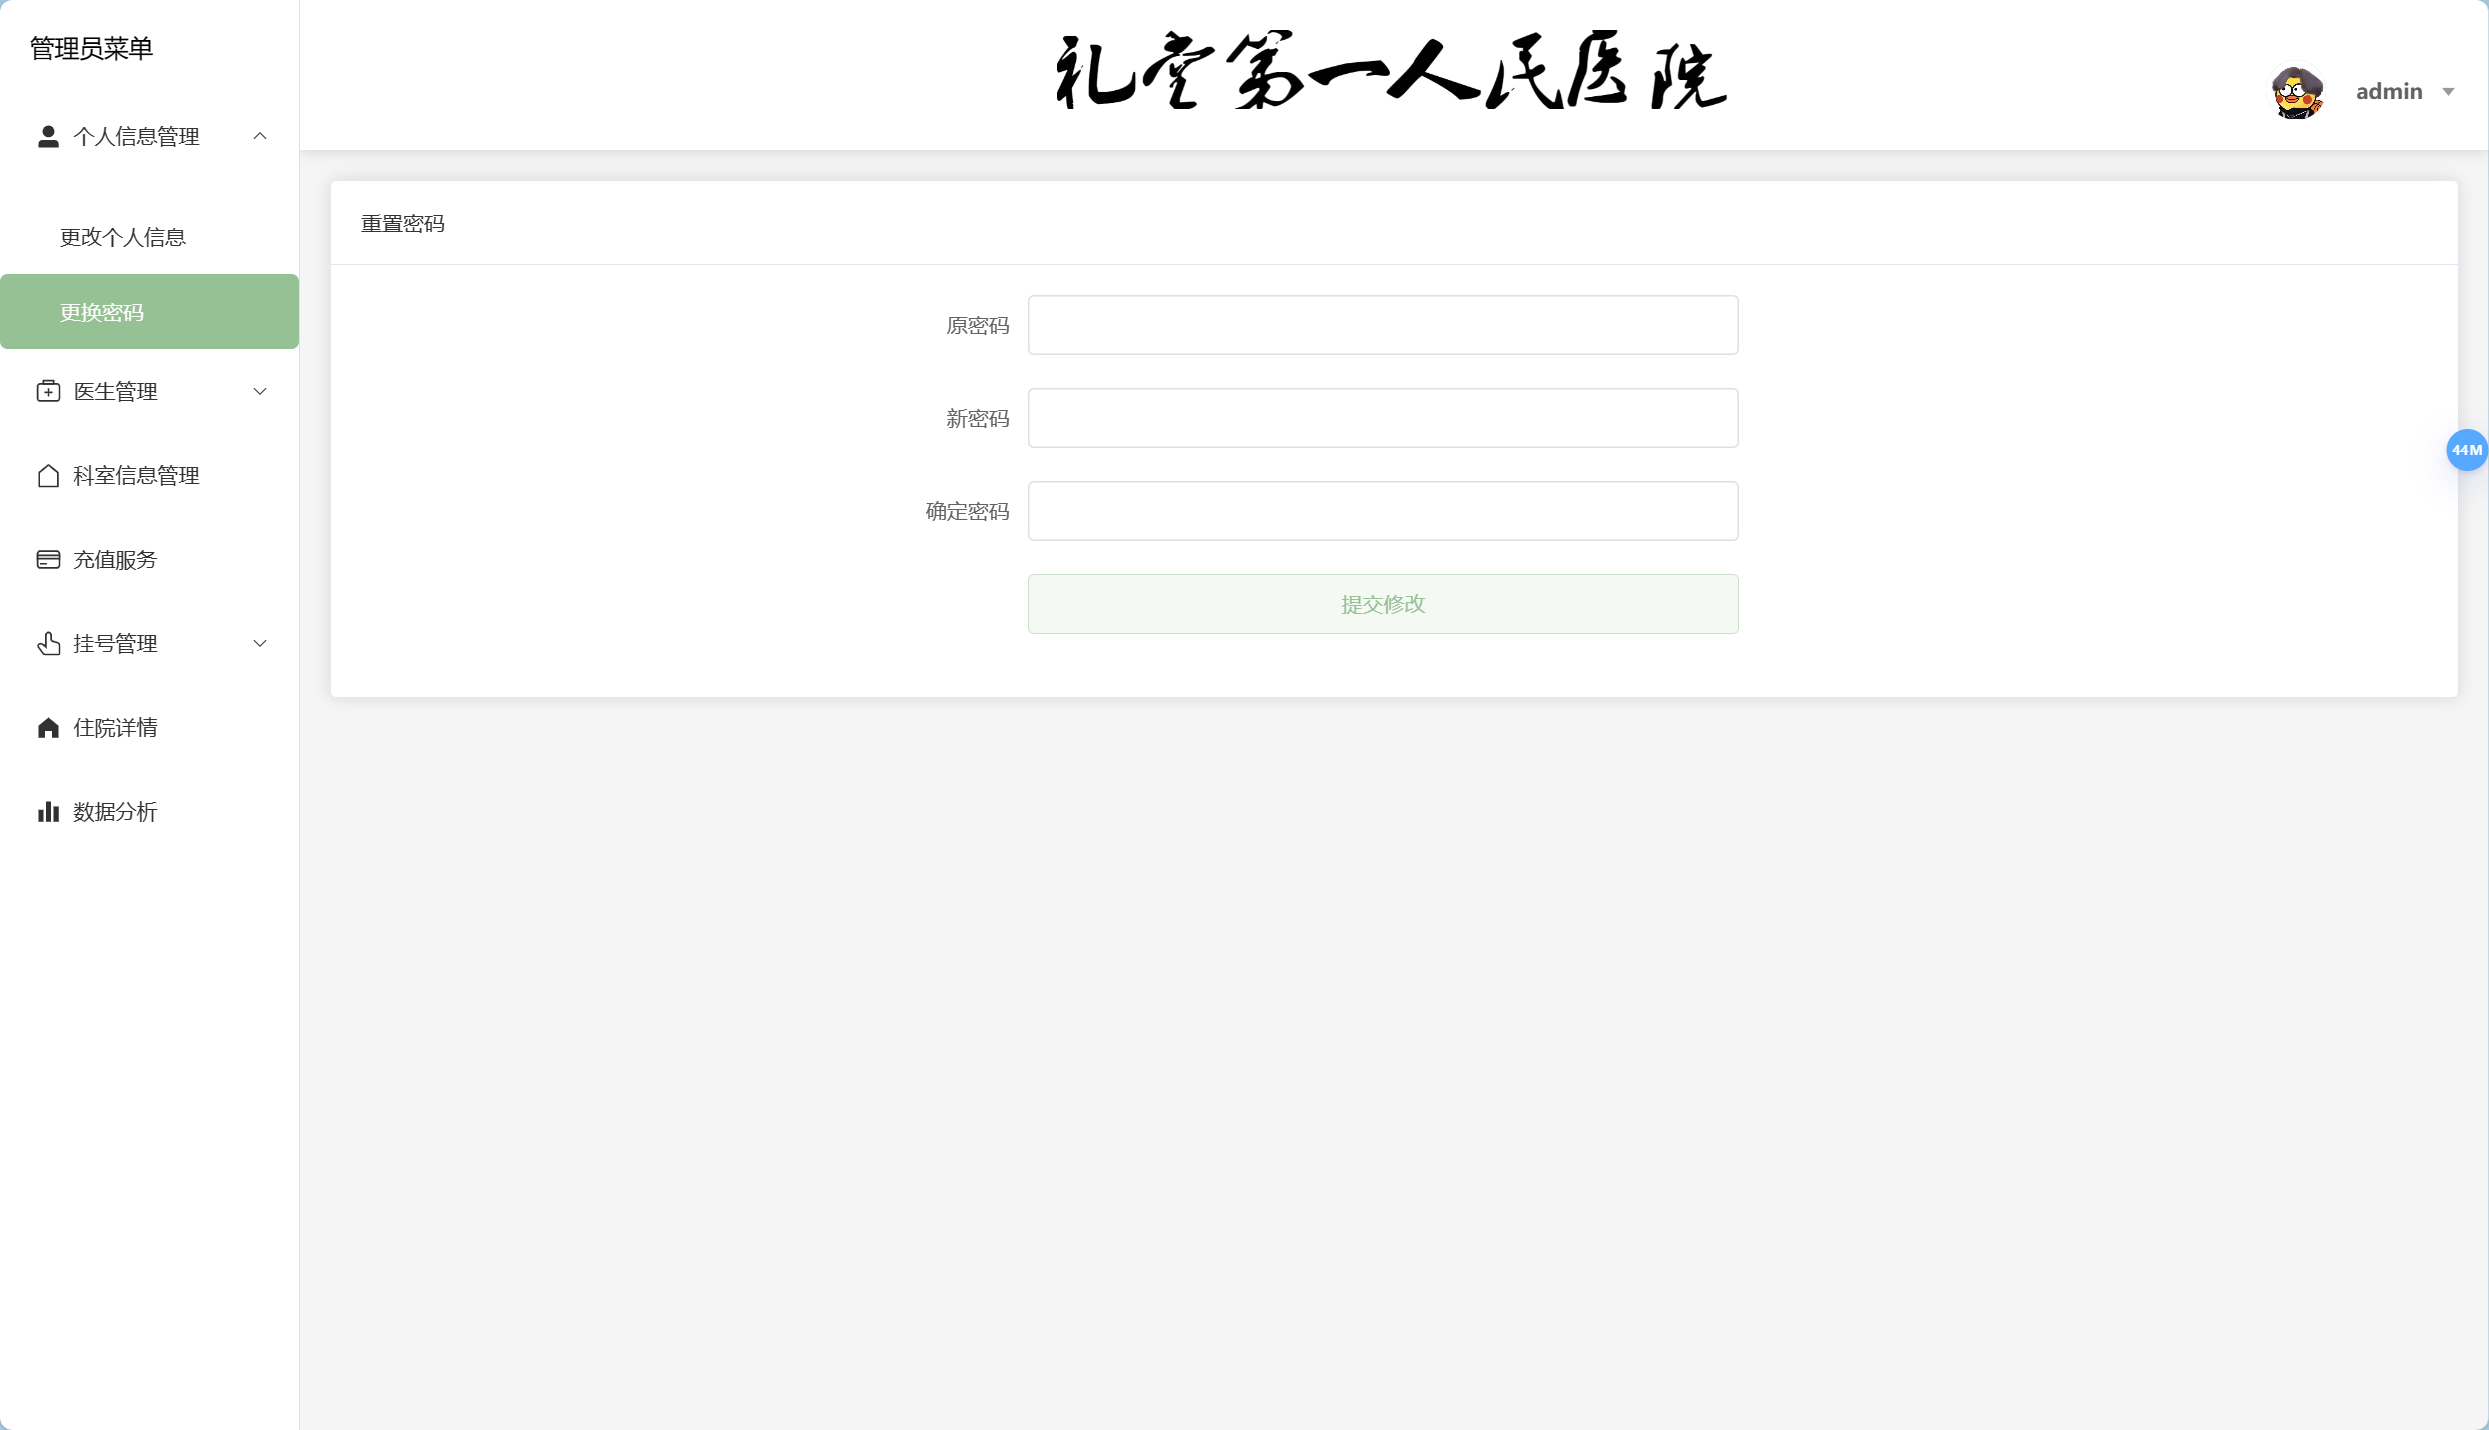 管理员菜单
个人信息管理
更改个人信息
更换密码
医生管理
科室信息管理
充值服务
挂号管理
住院详情
数据分析
礼堂第一人民医院
admin
重置密码
原密码
新密码
确定密码
提交修改
44M